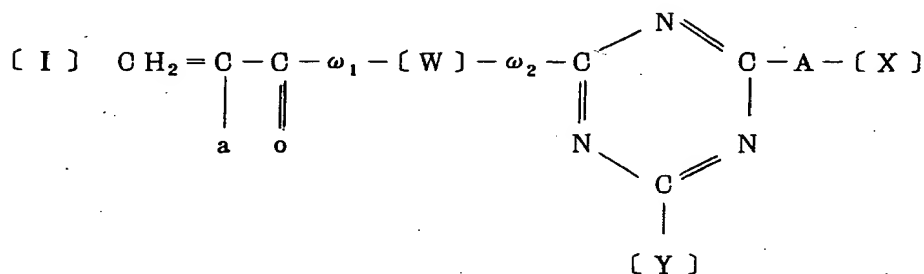 N
〔 I 〕 CH₂=C-C-ω₁-〔W〕-ω₂-C C-A-〔X〕
a o N N
C
〔Y〕